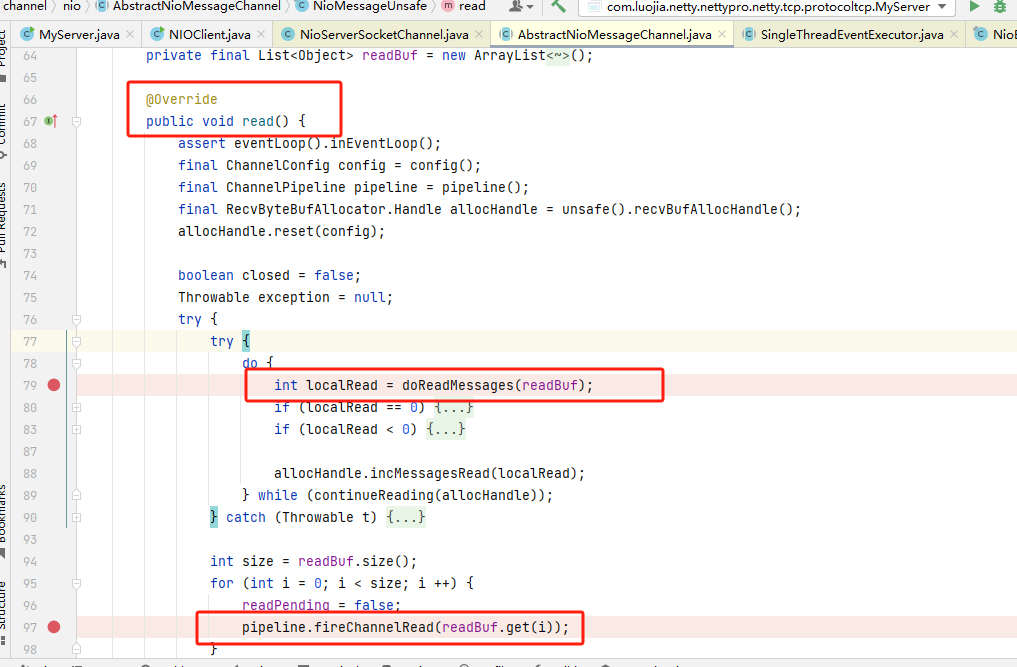 channel nio AbstractNioMessageChannel NioMessageUnsafe read com.luojia.netty.nettypro.netty.tcp.protocoltcp.MyServer
MyServer.java NIOClient.java NioServerSocketChannel.java AbstractNioMessageChannel.java SingleThreadEventExecutor.java
64 private final List<Object> readBuf = new ArrayList<~>();
65
66 @Override
67 public void read() {
68 assert eventLoop().inEventLoop();
69 final ChannelConfig config = config();
70 final ChannelPipeline pipeline = pipeline();
71 final RecvByteBufAllocator.Handle allocHandle = unsafe().recvBufAllocHandle();
72 allocHandle.reset(config);
73
74 boolean closed = false;
75 Throwable exception = null;
76 try {
77 try {
78 do {
79 int localRead = doReadMessages(readBuf);
80 if (localRead == 0) {...}
83 if (localRead < 0) {...}
87
88 allocHandle.incMessagesRead(localRead);
89 } while (continueReading(allocHandle));
90 } catch (Throwable t) {...}
93
94 int size = readBuf.size();
95 for (int i = 0; i < size; i ++) {
96 readPending = false;
97 pipeline.fireChannelRead(readBuf.get(i));
98 }
Project
Commit
Pull Requests
Bookmarks
Structure